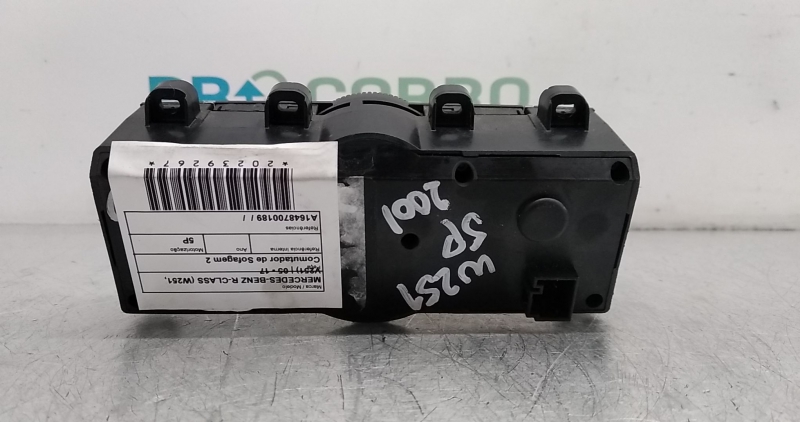 Marca / Modelo
MERCEDES-BENZ R-CLASS (W251,
V251) | 05 - 17
Comutador de Sofagem 2
Referência Interna Ano Motorização
5P
Referências
A1648700189 / /
*20239267*
W251
5P
2001